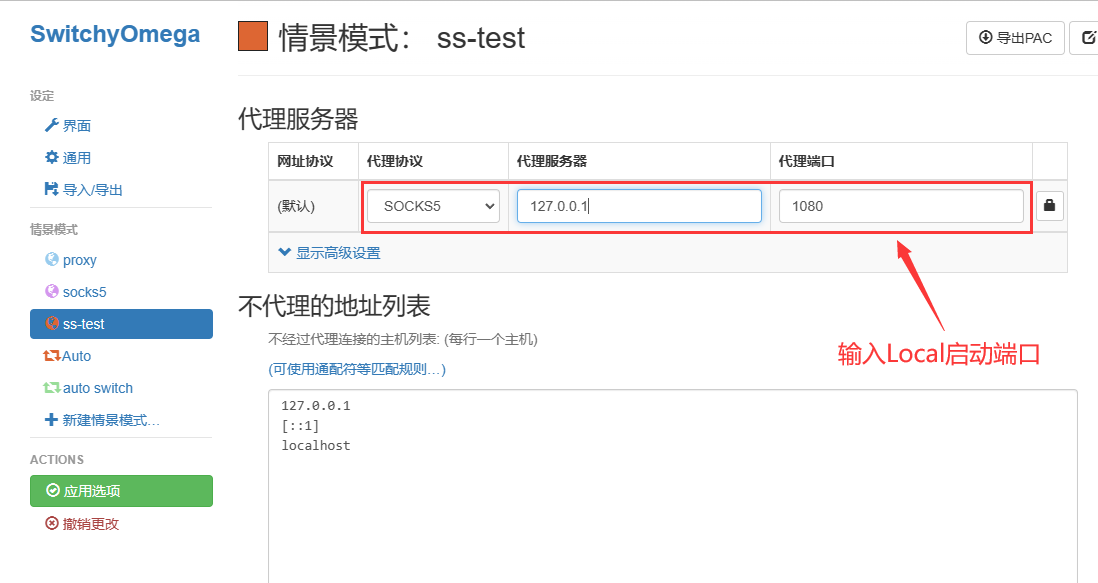 SwitchyOmega
设定
界面
通用
导入/导出
情景模式
proxy
socks5
ss-test
Auto
auto switch
新建情景模式…
ACTIONS
应用选项
撤销更改
情景模式： ss-test
导出PAC
代理服务器
网址协议 代理协议 代理服务器 代理端口
(默认) SOCKS5 127.0.0.1 1080
显示高级设置
输入Local启动端口
不代理的地址列表
不经过代理连接的主机列表: (每行一个主机)
(可使用通配符等匹配规则…)
127.0.0.1
[::1]
localhost